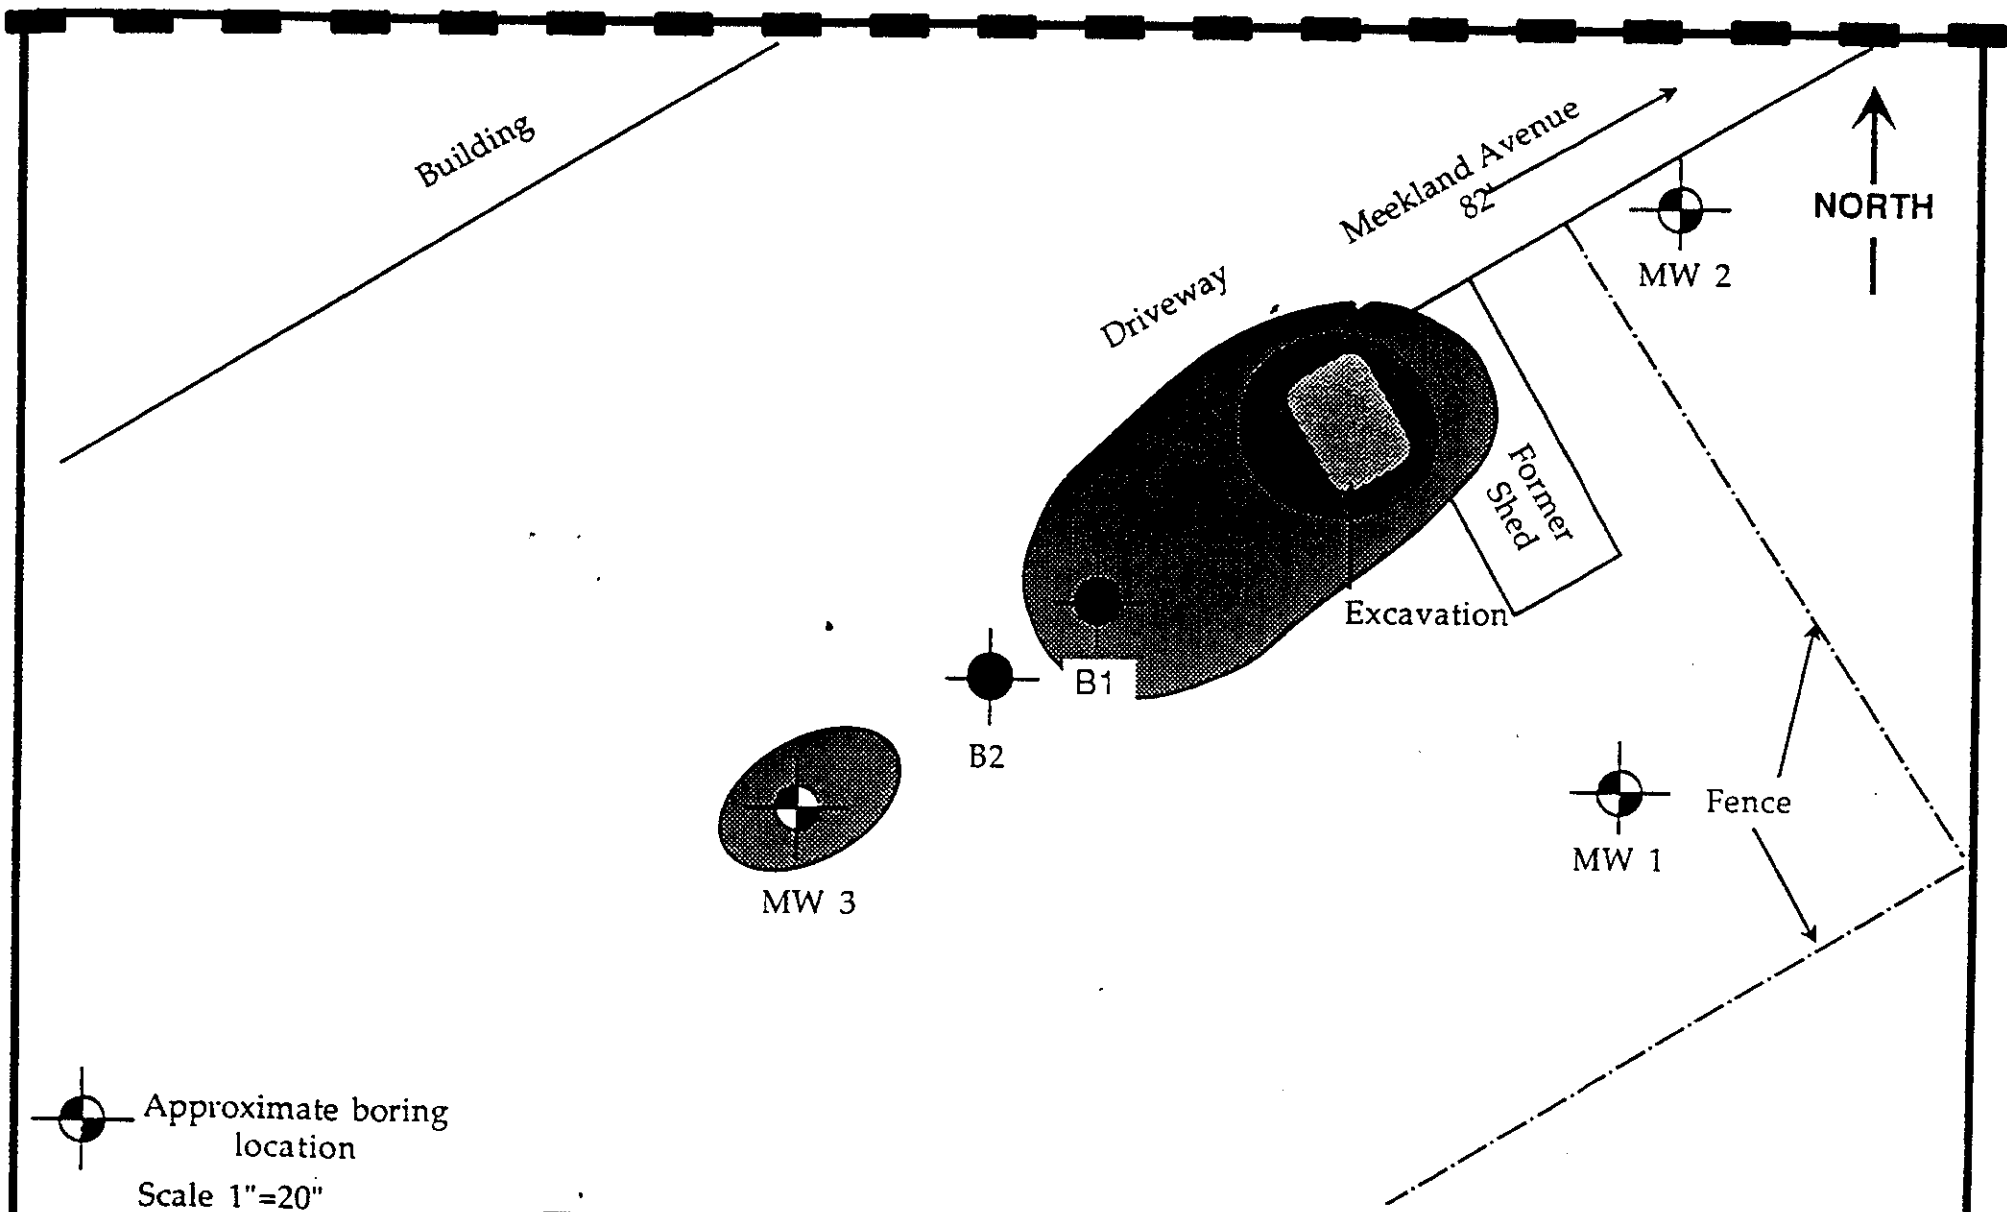 Building
Meekland Avenue
82'
NORTH
MW 2
Driveway
Former
Shed
Excavation
B1
B2
Fence
MW 1
MW 3
Approximate boring
location
Scale 1"=20"